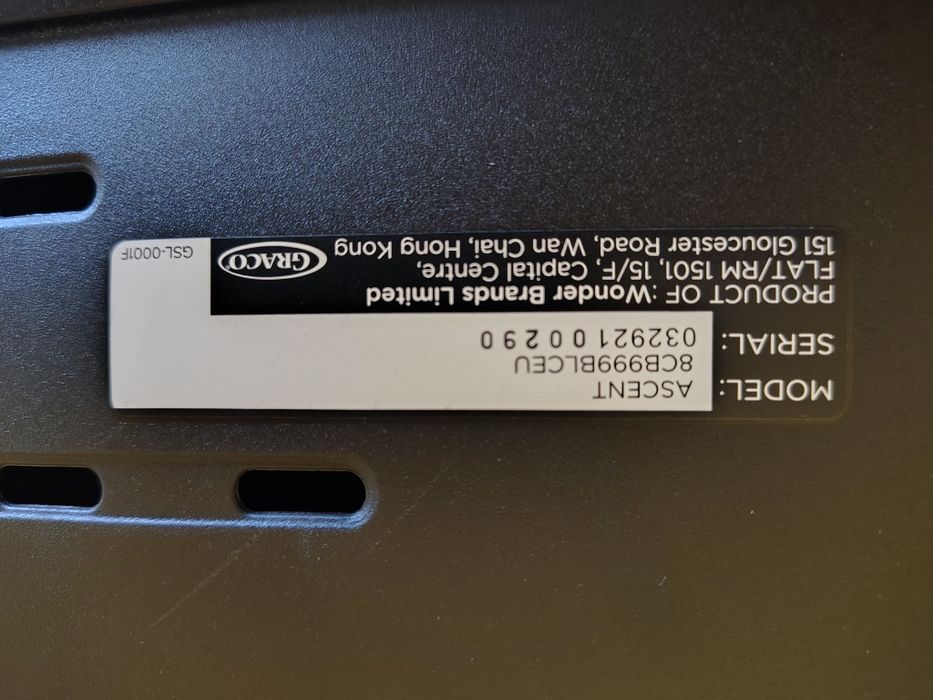 MODEL: ASCENT
8CB999BLCEU
SERIAL: 032921 00290
PRODUCT OF: Wonder Brands Limited
FLAT/RM 1501, 15/F, Capital Centre,
151 Gloucester Road, Wan Chai, Hong Kong
GRACO®
GSL-0001F